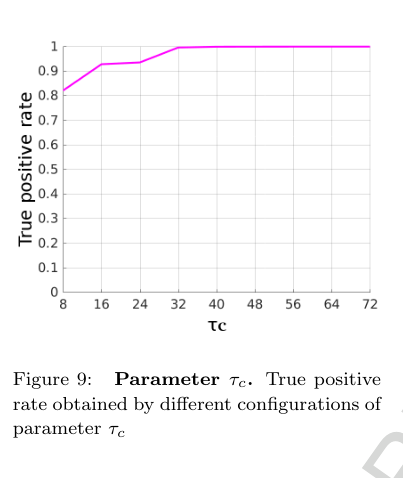 1
0.9
0.8
0.7
0.6
0.5
0.4
0.3
0.2
0.1
0
True positive rate
8 16 24 32 40 48 56 64 72
τc
Figure 9: Parameter τc. True positive
rate obtained by different configurations of
parameter τc